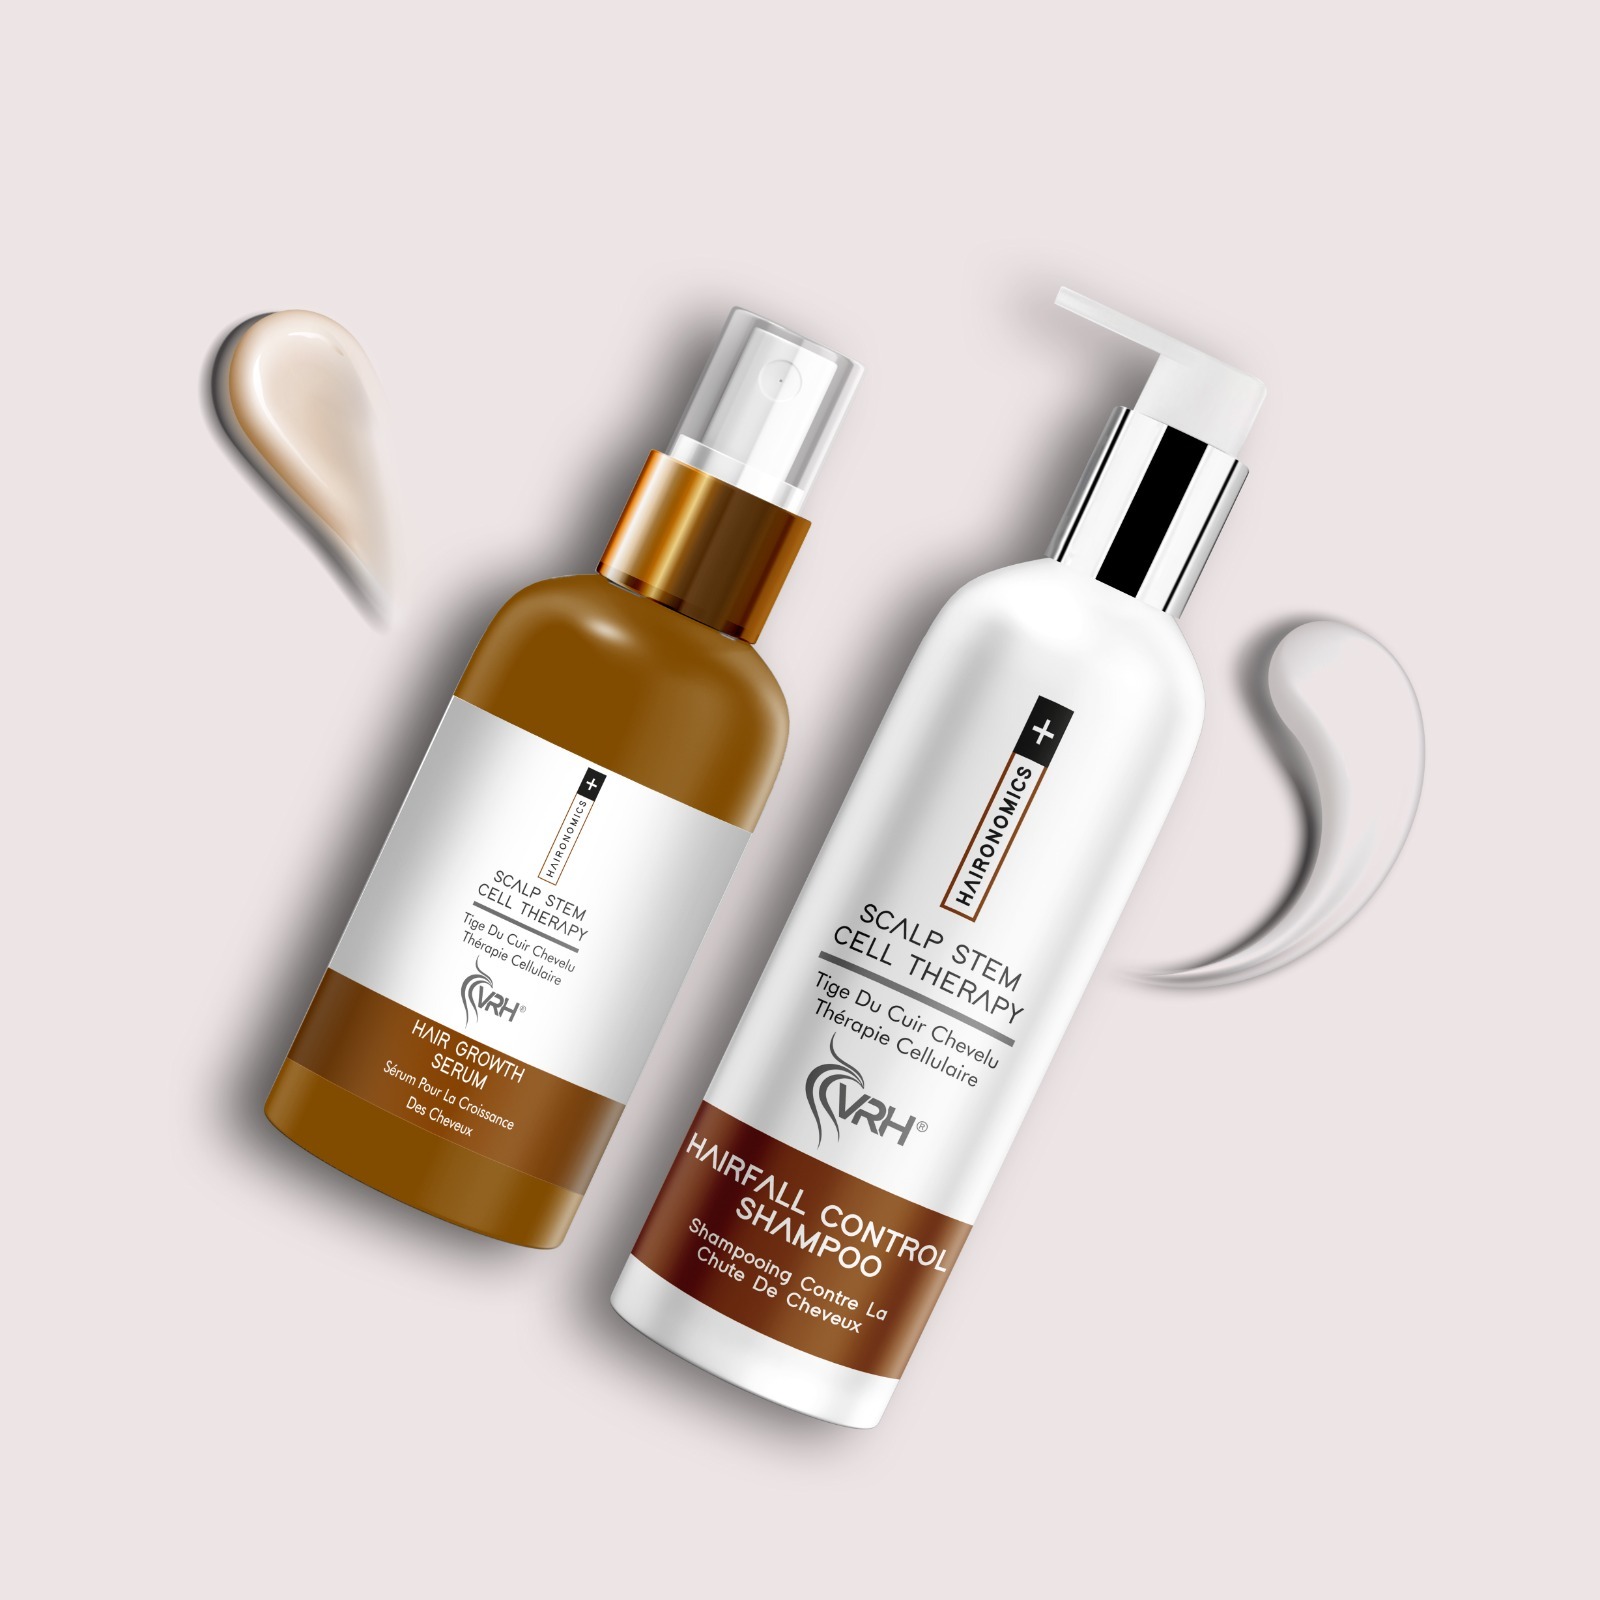 HAIRONOMICS +
SCALP STEM
CELL THERAPY
Tige Du Cuir Chevelu
Thérapie Cellulaire
VRH®
HAIR GROWTH
SERUM
Sérum Pour La Croissance
Des Cheveux
HAIRONOMICS +
SCALP STEM
CELL THERAPY
Tige Du Cuir Chevelu
Thérapie Cellulaire
VRH®
HAIRFALL CONTROL
SHAMPOO
Shampooing Contre La
Chute De Cheveux